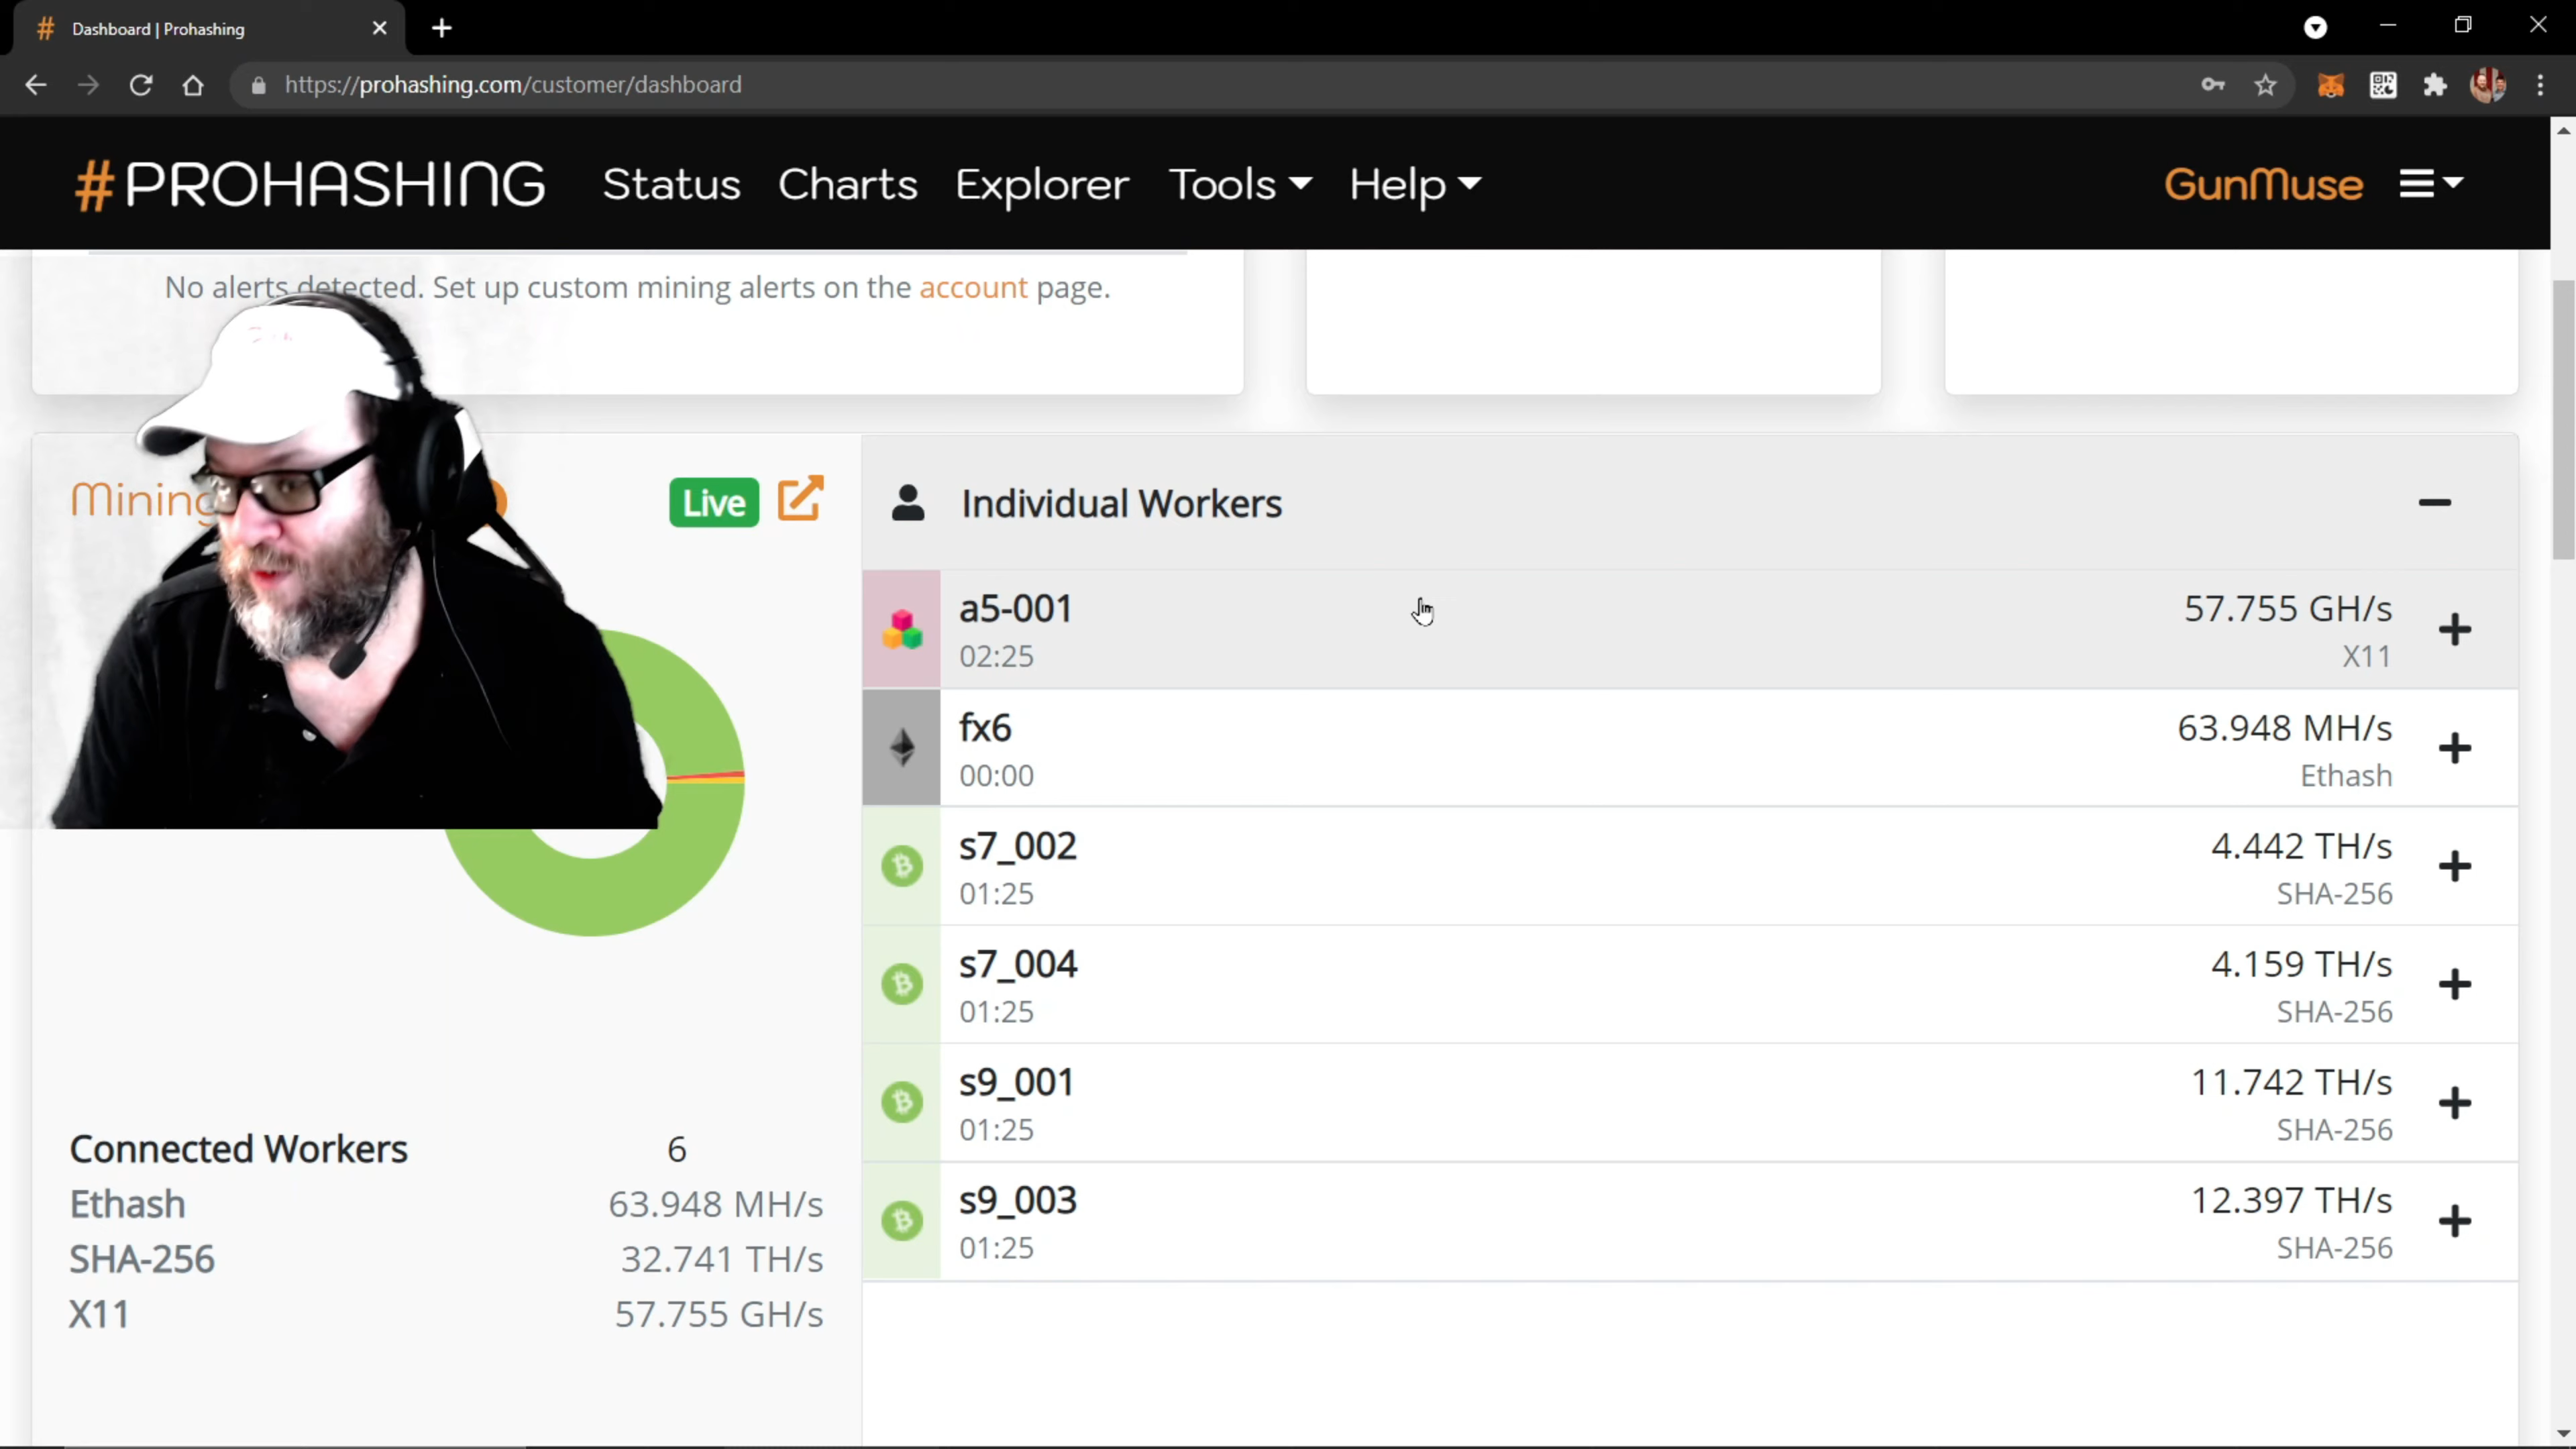 Dashboard | Prohashing
https://prohashing.com/customer/dashboard
#PROHASHING Status Charts Explorer Tools Help GunMuse
No alerts detected. Set up custom mining alerts on the account page.
Mining
Live
Individual Workers
a5-001 57.755 GH/s
02:25 X11
fx6 63.948 MH/s
00:00 Ethash
s7_002 4.442 TH/s
01:25 SHA-256
s7_004 4.159 TH/s
01:25 SHA-256
s9_001 11.742 TH/s
01:25 SHA-256
s9_003 12.397 TH/s
01:25 SHA-256
Connected Workers 6
Ethash 63.948 MH/s
SHA-256 32.741 TH/s
X11 57.755 GH/s